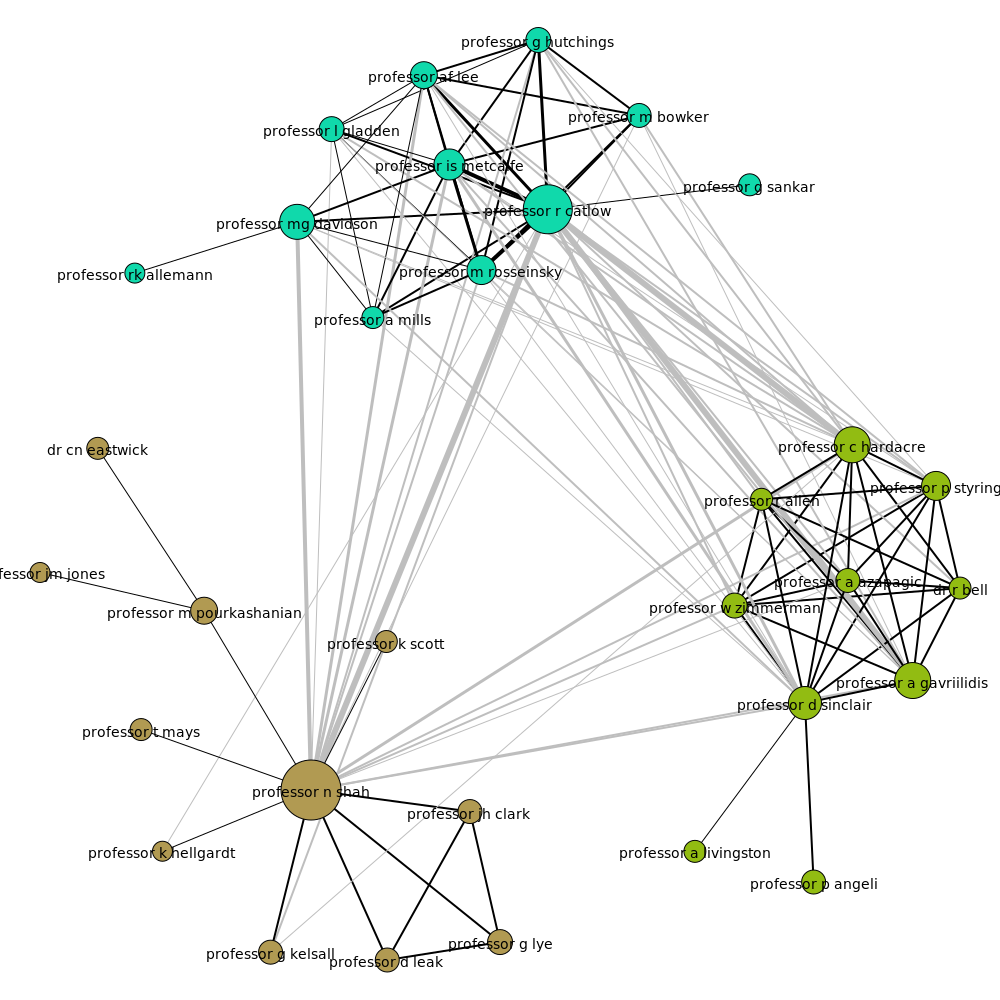 professor g hutchings
professor af lee
professor m bowker
professor l gladden
professor is metcalfe
professor g sankar
professor r catlow
professor mg davidson
professor rk allemann
professor m rosseinsky
professor a mills
professor c hardacre
dr cn eastwick
professor p styring
professor r allen
fessor jm jones
professor a azapagic
dr r bell
professor w zimmerman
professor m pourkashanian
professor k scott
professor a gavriilidis
professor d sinclair
professor t mays
professor n shah
professor jh clark
professor k hellgardt
professor a livingston
professor p angeli
professor g lye
professor g kelsall
professor d leak